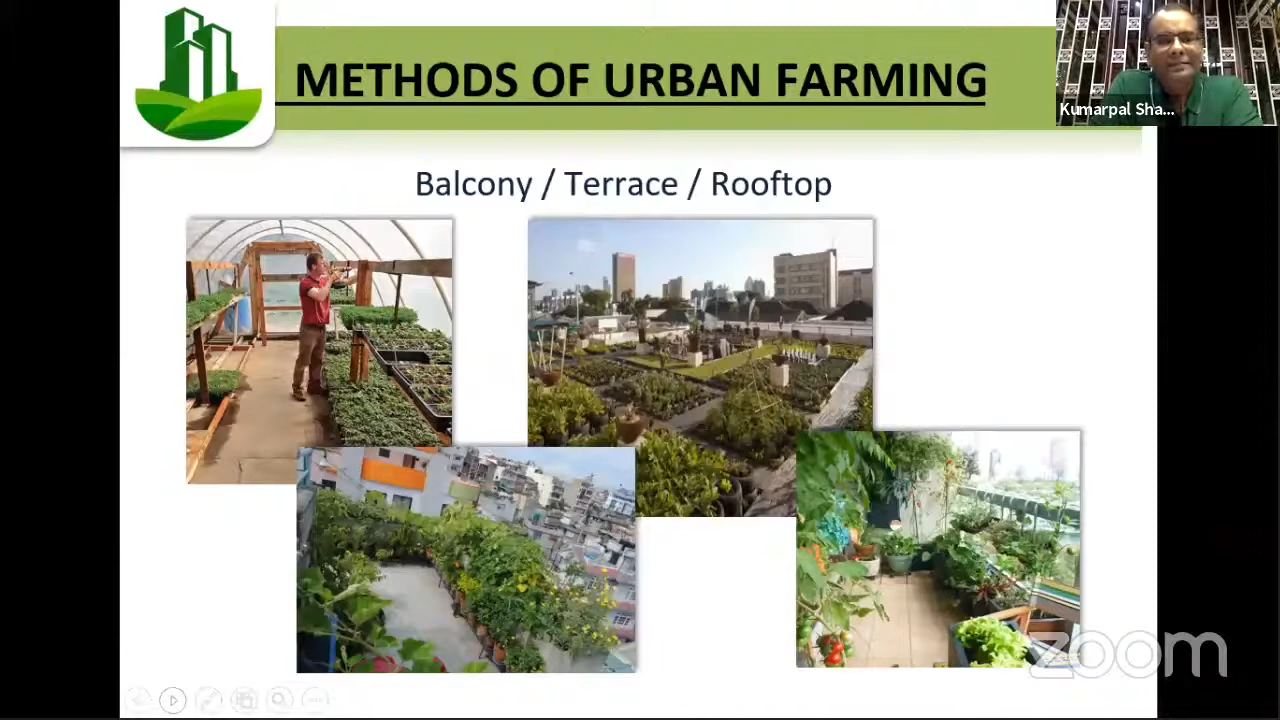 METHODS OF URBAN FARMING
Kumarpal Sha...
Balcony / Terrace / Rooftop
zoom